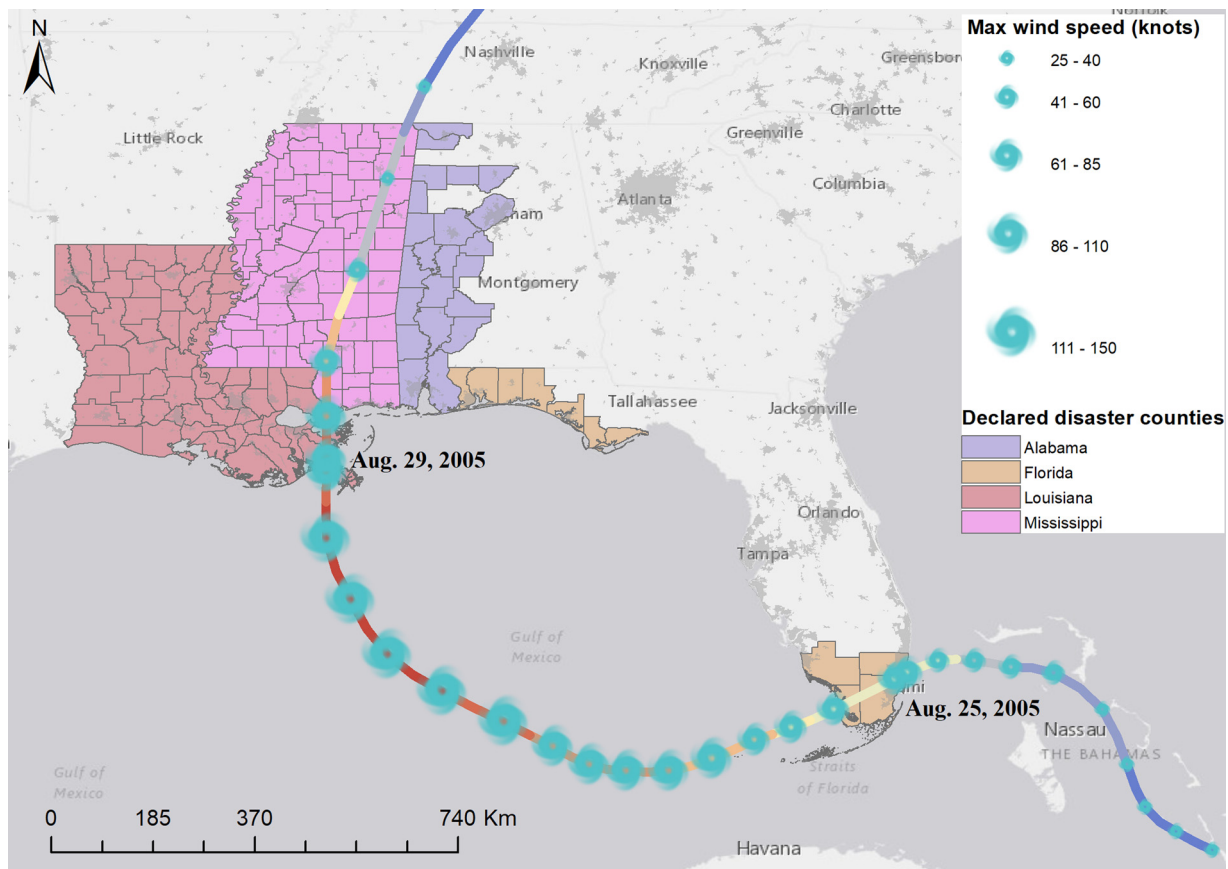 N
Norfolk
Nashville
Knoxville
Greensboro
Charlotte
Little Rock
Greenville
Columbia
Atlanta
ham
Montgomery
Tallahassee
Jacksonville
Aug. 29, 2005
Orlando
Tampa
Gulf of
Mexico
mi
Aug. 25, 2005
Nassau
THE BAHAMAS
Straits
of Florida
Gulf of
Mexico
0 185 370 740 Km
Havana
Max wind speed (knots)
25 - 40
41 - 60
61 - 85
86 - 110
111 - 150
Declared disaster counties
Alabama
Florida
Louisiana
Mississippi